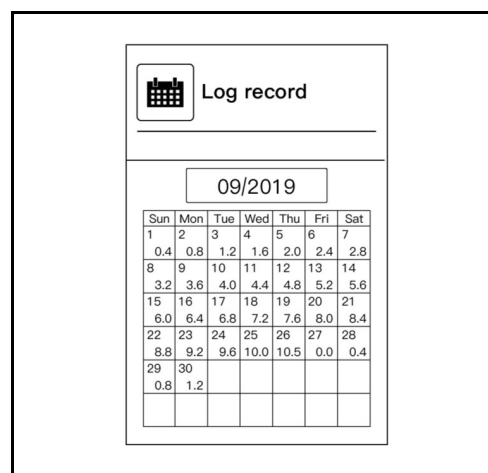 Log record
09/2019
Sun Mon Tue Wed Thu Fri Sat
1 2 3 4 5 6 7
0.4 0.8 1.2 1.6 2.0 2.4 2.8
8 9 10 11 12 13 14
3.2 3.6 4.0 4.4 4.8 5.2 5.6
15 16 17 18 19 20 21
6.0 6.4 6.8 7.2 7.6 8.0 8.4
22 23 24 25 26 27 28
8.8 9.2 9.6 10.0 10.5 0.0 0.4
29 30
0.8 1.2